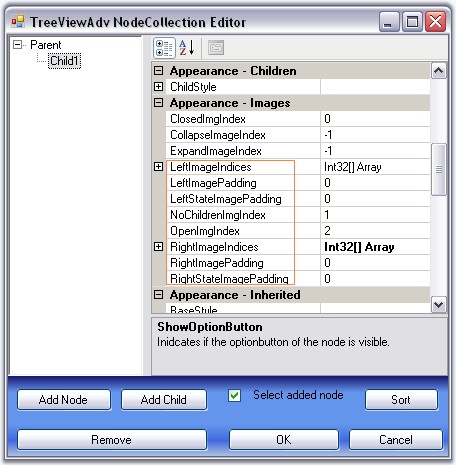 TreeViewAdv NodeCollection Editor
Parent
Child1
Appearance - Children
ChildStyle
Appearance - Images
ClosedImgIndex 0
CollapseImageIndex -1
ExpandImageIndex -1
LeftImageIndices Int32[] Array
LeftImagePadding 0
LeftStateImagePadding 0
NoChildrenImgIndex 1
OpenImgIndex 2
RightImageIndices Int32[] Array
RightImagePadding 0
RightStateImagePadding 0
Appearance - Inherited
BaseStyle
ShowOptionButton
Inidcates if the optionbutton of the node is visible.
Add Node Add Child Select added node Sort
Remove OK Cancel